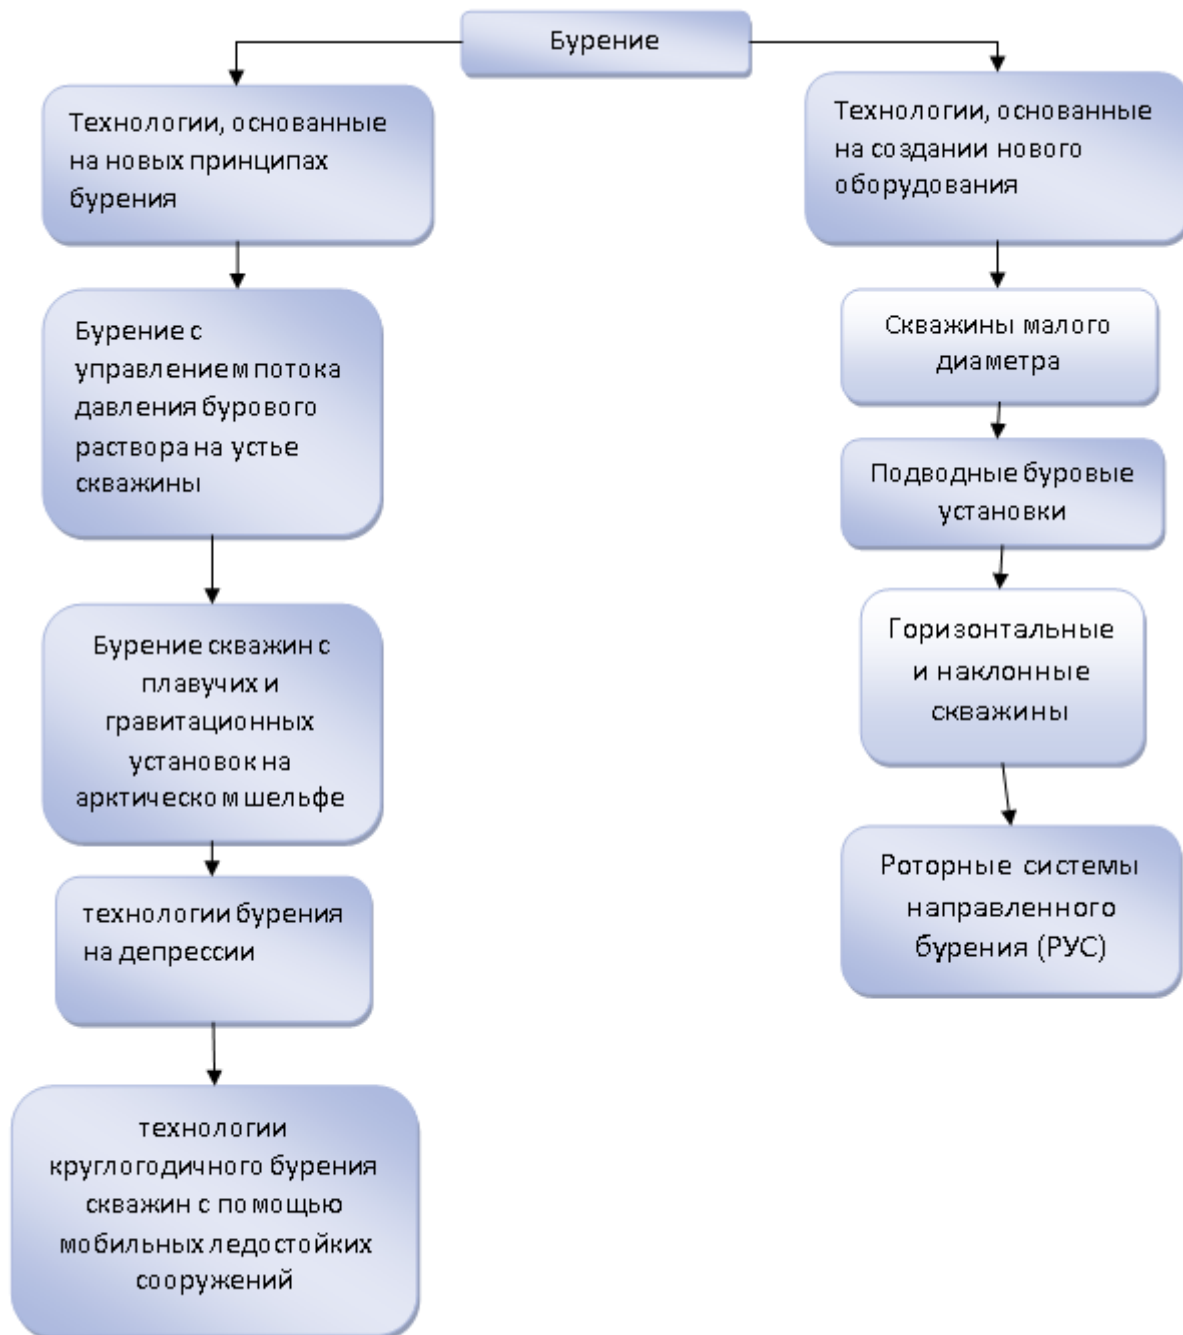 Бурение
Технологии, основанные
на новых принципах
бурения
Бурение с
управлением потока
давления бурового
раствора на устье
скважины
Бурение скважин с
плавучих и
гравитационных
установок на
арктическом шельфе
технологии бурения
на депрессии
технологии
круглогодичного бурения
скважин с помощью
мобильных ледостойких
сооружений
Технологии, основанные
на создании нового
оборудования
Скважины малого
диаметра
Подводные буровые
установки
Горизонтальные
и наклонные
скважины
Роторные системы
направленного
бурения (РУС)